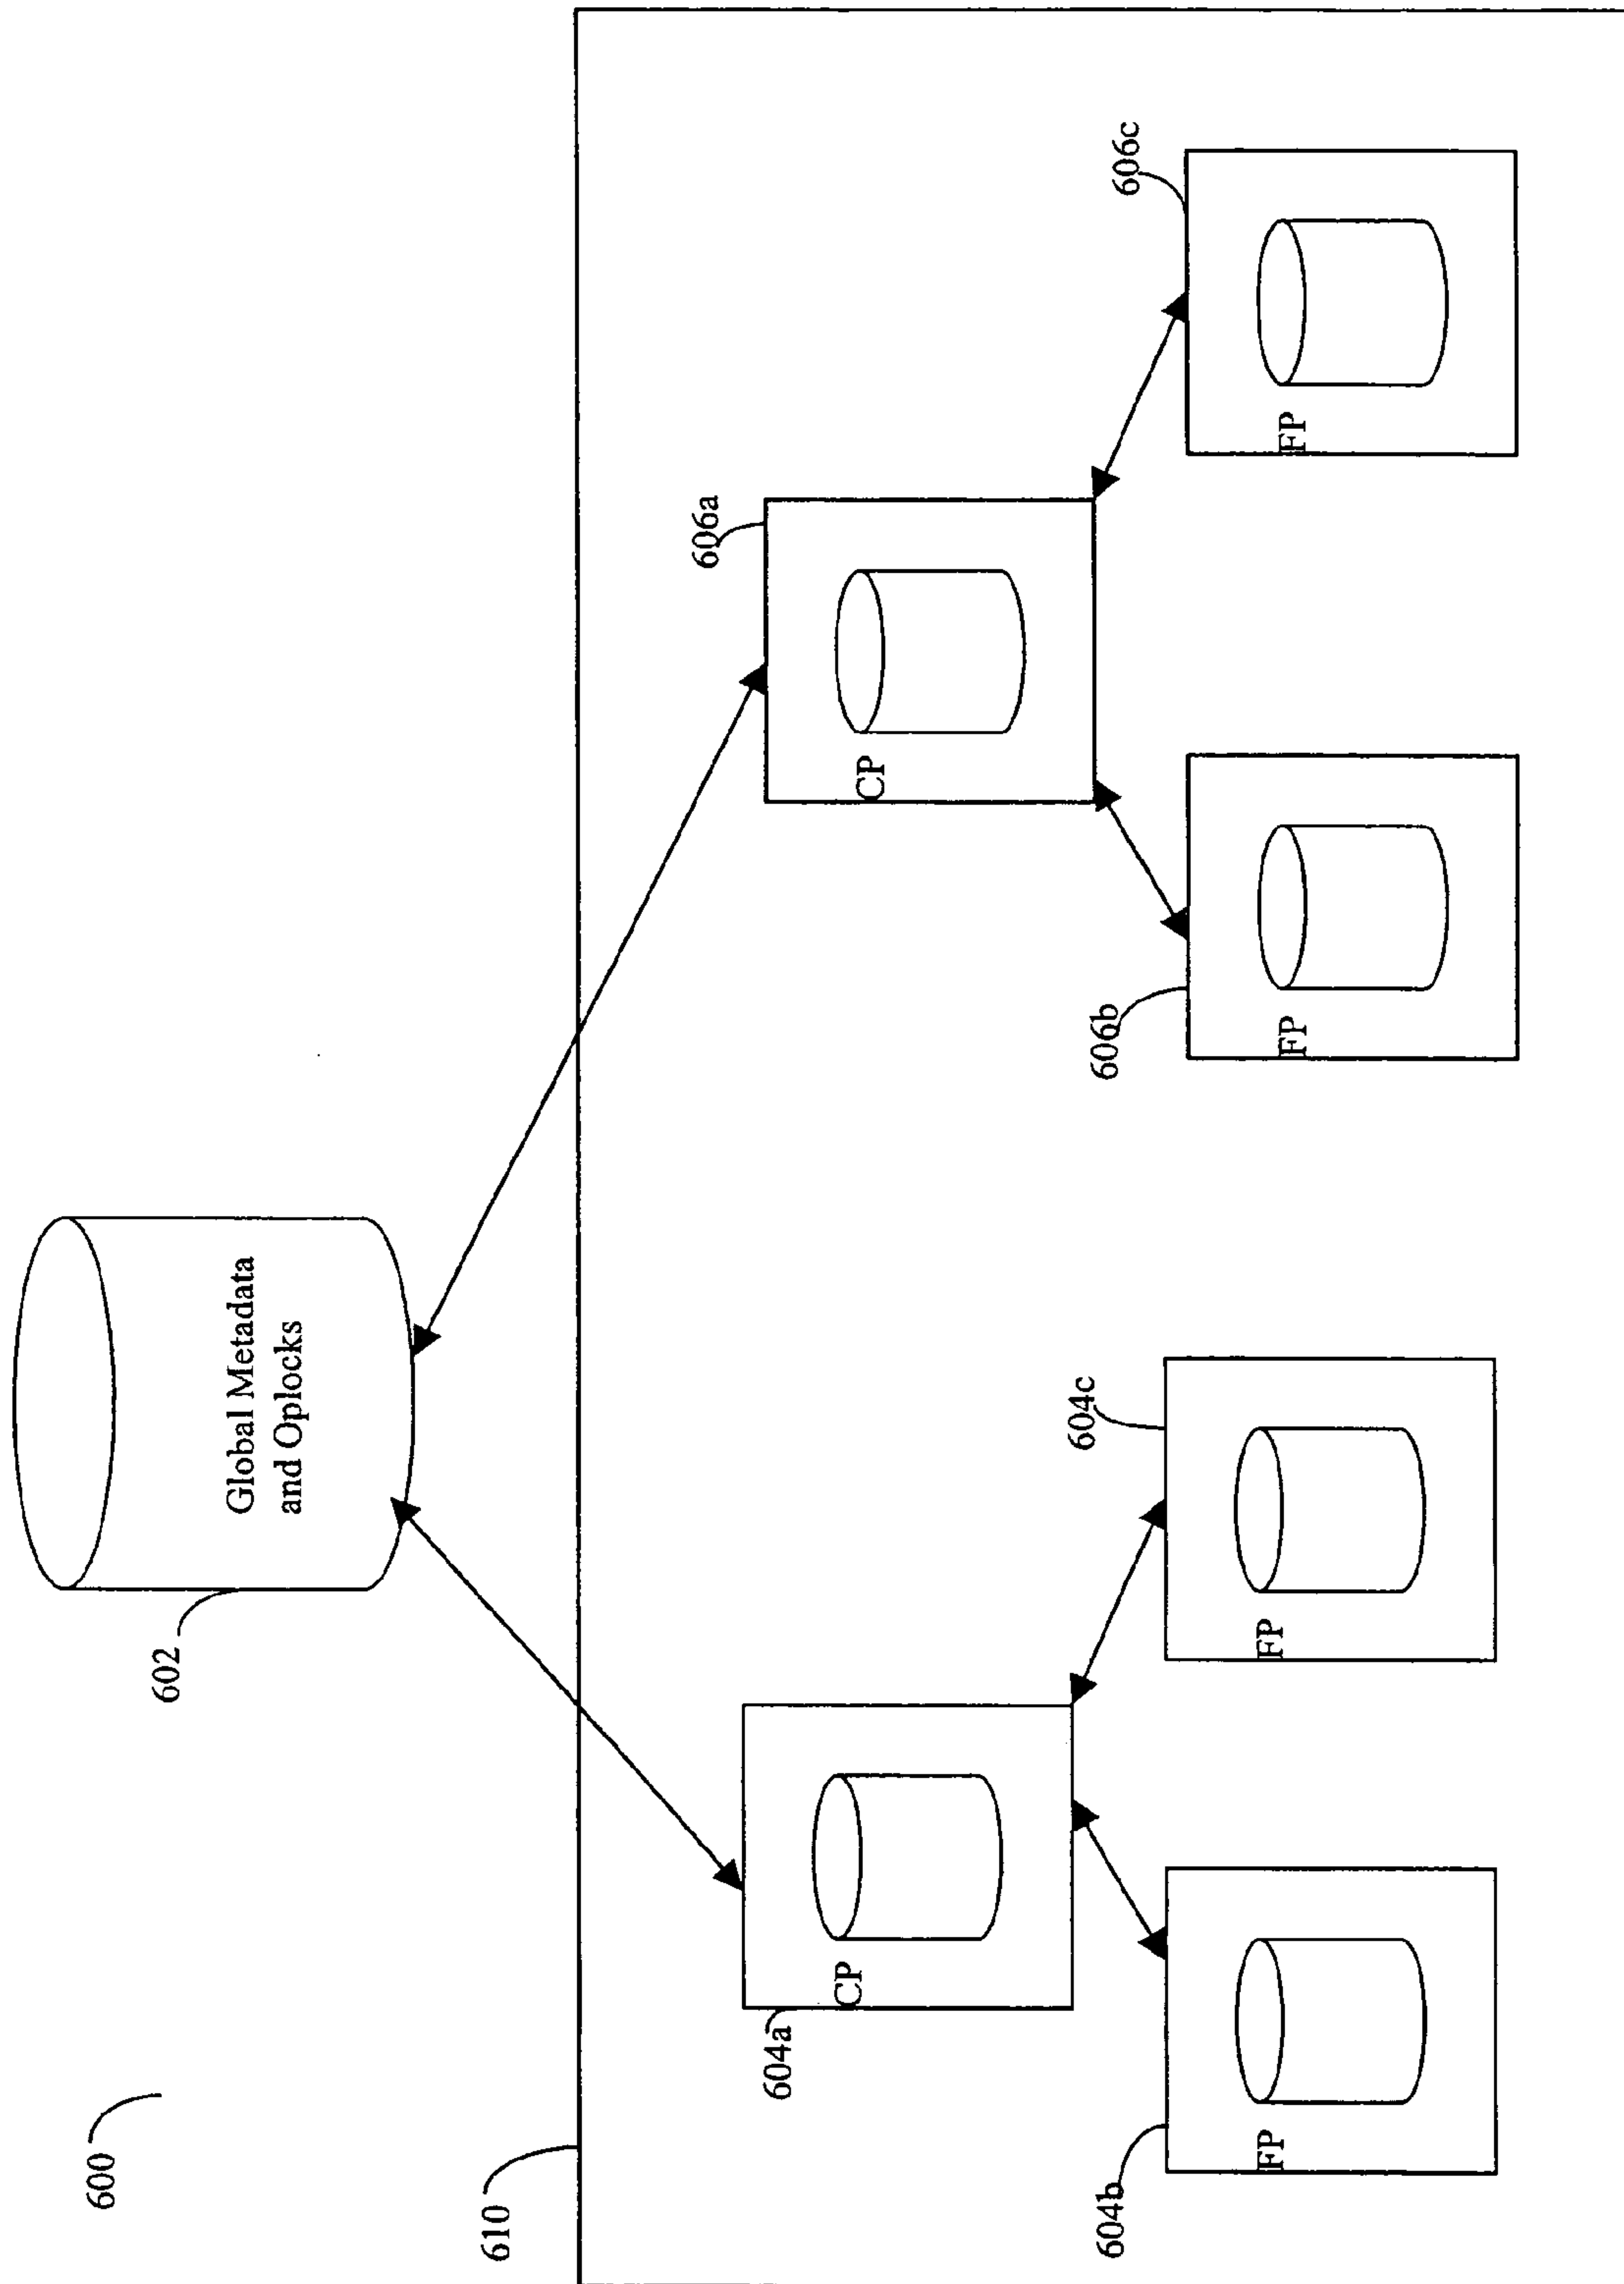 600
602
Global Metadata
and Oplocks
610
604a
CP
606a
CP
604b
FP
604c
FP
606b
FP
606c
FP